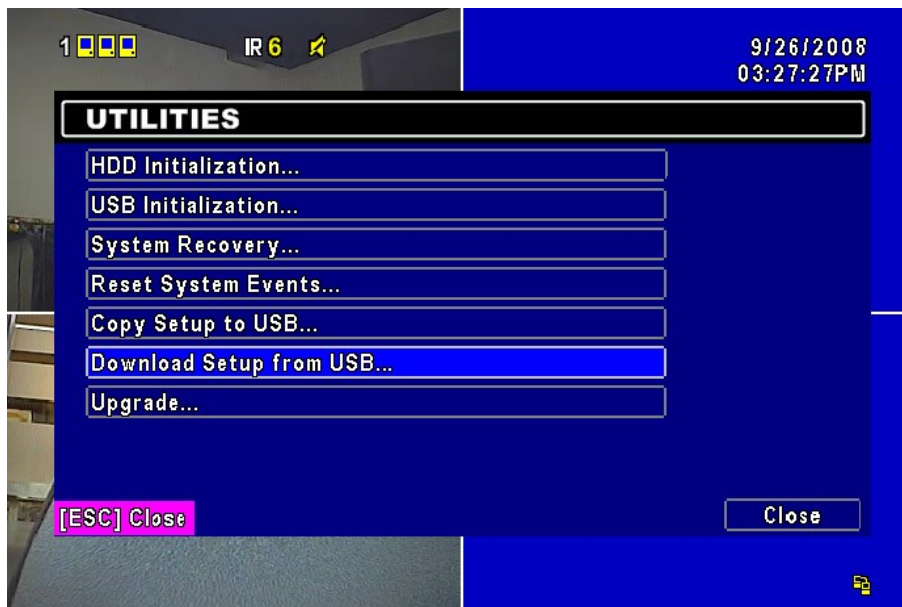 1 IR 6
9/26/2008
03:27:27PM
UTILITIES
HDD Initialization...
USB Initialization...
System Recovery...
Reset System Events...
Copy Setup to USB...
Download Setup from USB...
Upgrade...
[ESC] Close
Close